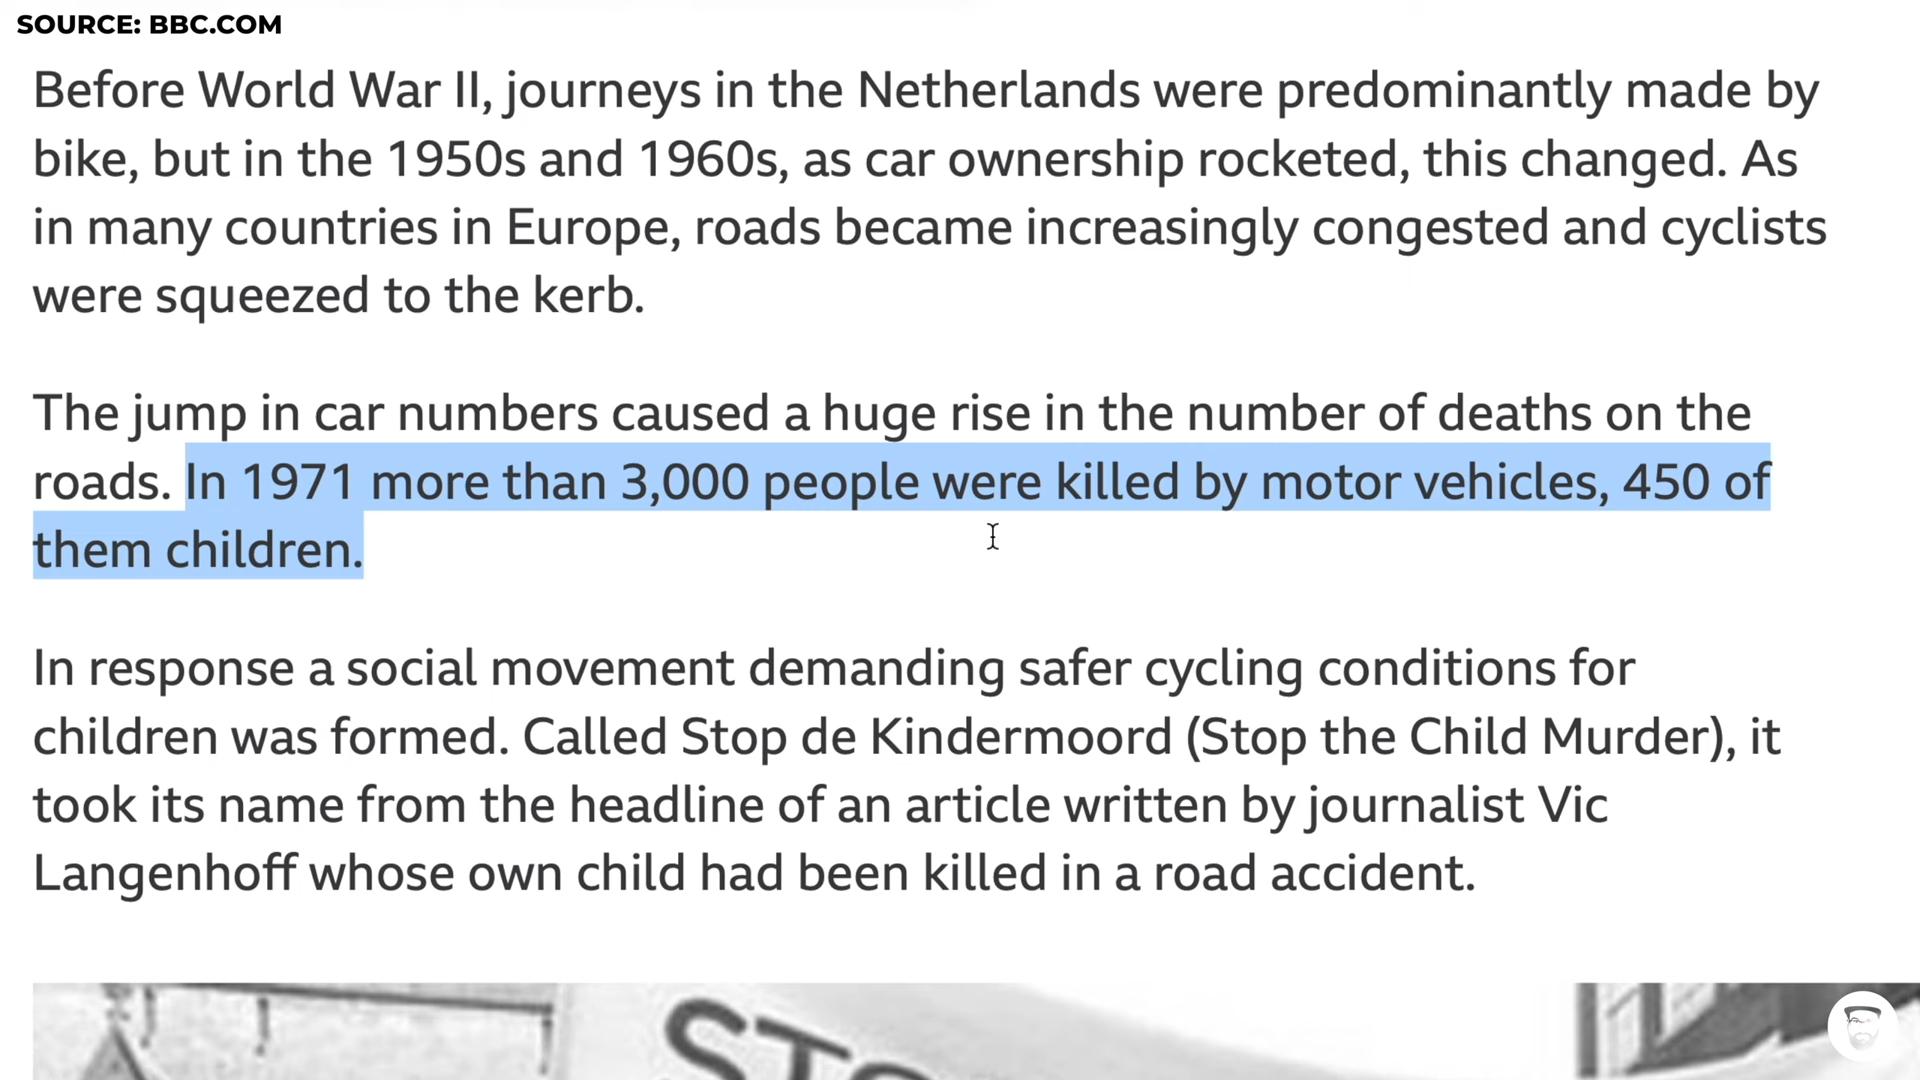 SOURCE: BBC.COM
Before World War II, journeys in the Netherlands were predominantly made by
bike, but in the 1950s and 1960s, as car ownership rocketed, this changed. As
in many countries in Europe, roads became increasingly congested and cyclists
were squeezed to the kerb.
The jump in car numbers caused a huge rise in the number of deaths on the
roads. In 1971 more than 3,000 people were killed by motor vehicles, 450 of
them children.
In response a social movement demanding safer cycling conditions for
children was formed. Called Stop de Kindermoord (Stop the Child Murder), it
took its name from the headline of an article written by journalist Vic
Langenhoff whose own child had been killed in a road accident.
STO